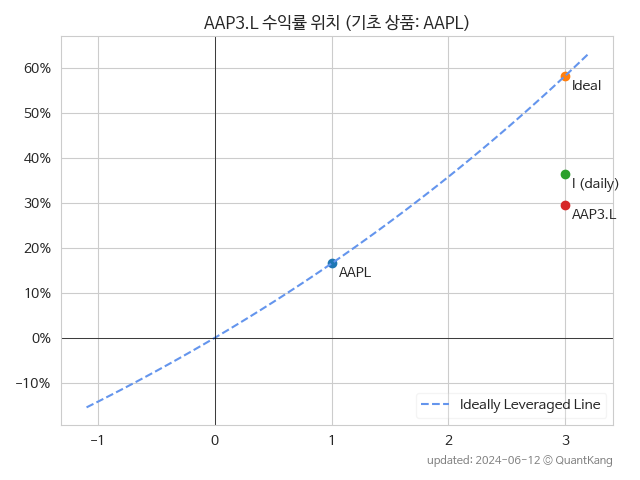 AAP3.L 수익률 위치 (기초 상품: AAPL)
60%
50%
40%
30%
20%
10%
0%
−10%
Ideal
I (daily)
AAP3.L
AAPL
Ideally Leveraged Line
−1
0
1
2
3
updated: 2024-06-12 © QuantKang